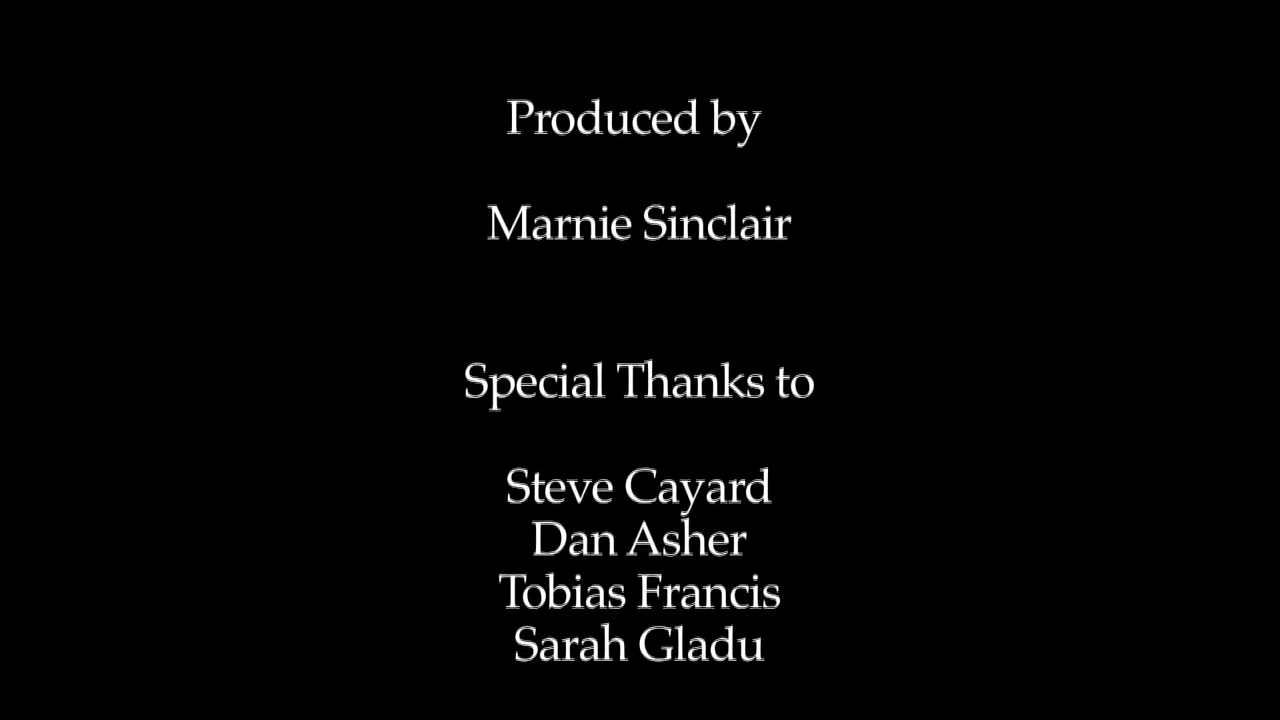 Produced by
Marnie Sinclair
Special Thanks to
Steve Cayard
Dan Asher
Tobias Francis
Sarah Gladu